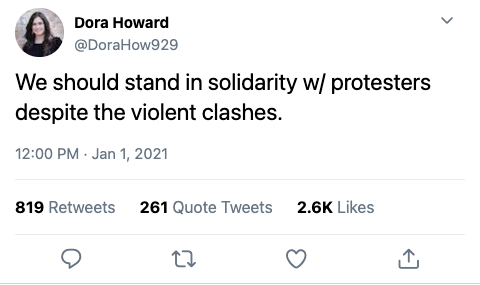 Dora Howard
@DoraHow929
We should stand in solidarity w/ protesters
despite the violent clashes.
12:00 PM · Jan 1, 2021
819 Retweets 261 Quote Tweets 2.6K Likes